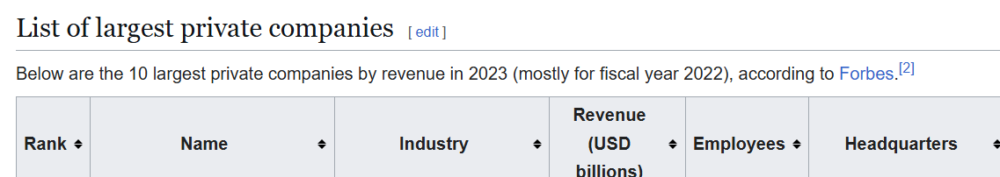 List of largest private companies [ edit ]
Below are the 10 largest private companies by revenue in 2023 (mostly for fiscal year 2022), according to Forbes.[2]
Rank Name Industry Revenue (USD billions) Employees Headquarters